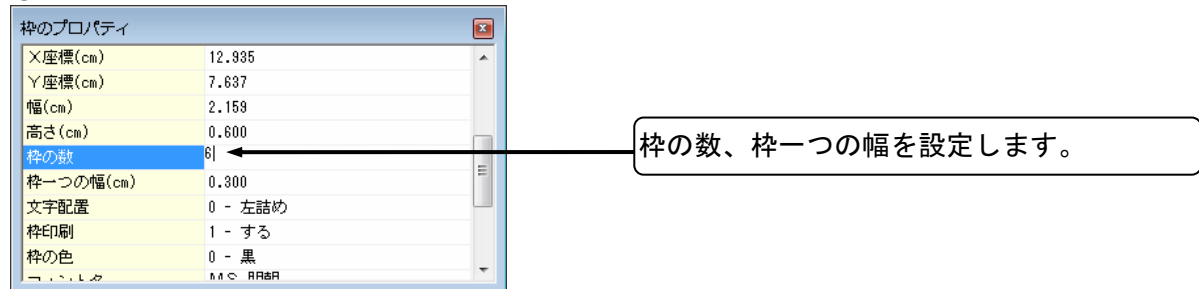 枠のプロパティ
X座標(cm) 12.935
Y座標(cm) 7.637
幅(cm) 2.159
高さ(cm) 0.600
枠の数 6
枠一つの幅(cm) 0.300
文字配置 0 - 左詰め
枠印刷 1 - する
枠の色 0 - 黒
枠の数、枠一つの幅を設定します。